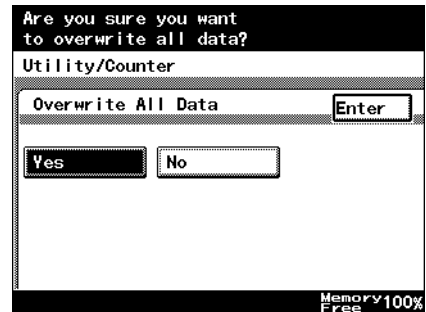 Are you sure you want
to overwrite all data?
Utility/Counter
Overwrite All Data
Enter
Yes
No
Memory
Free 100%